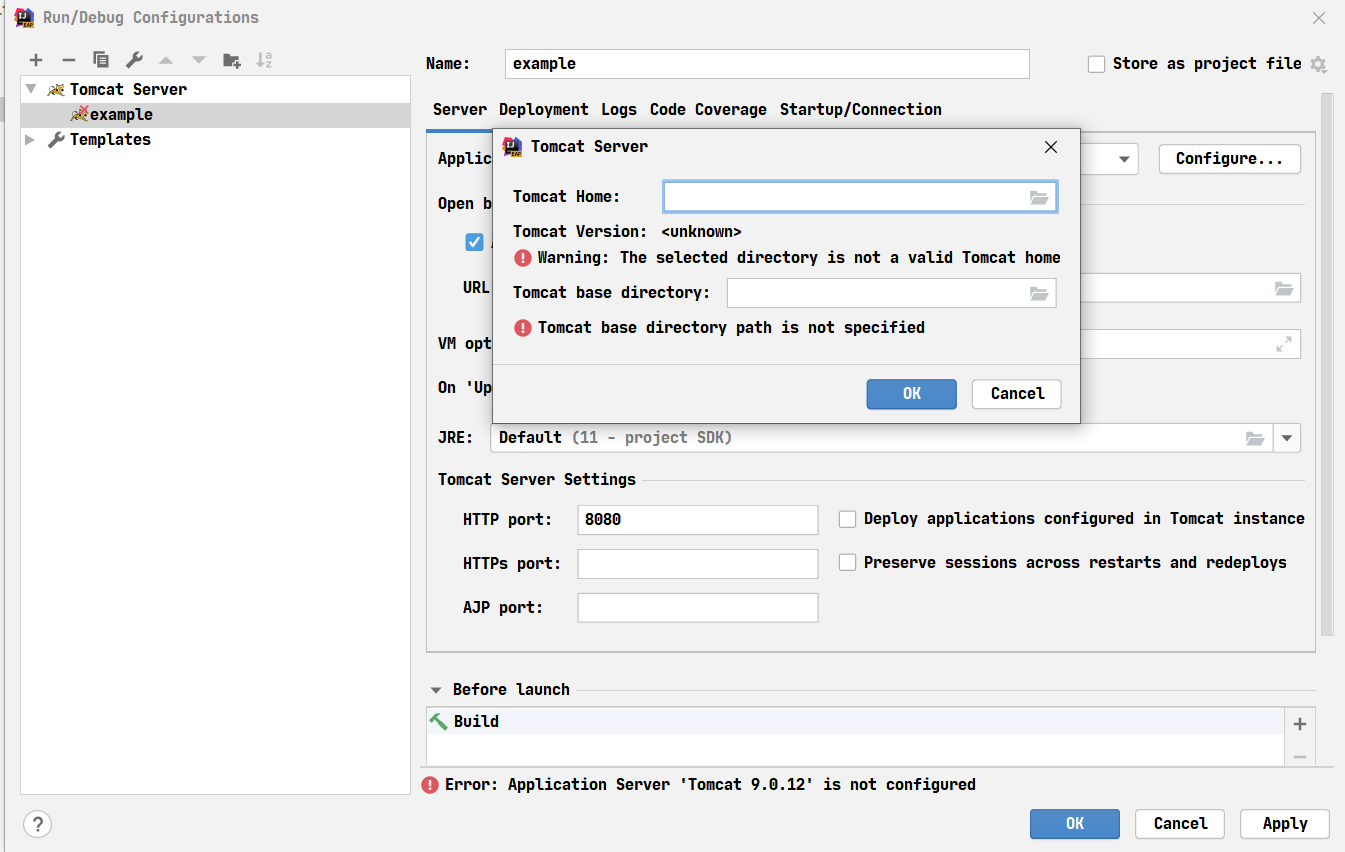 Run/Debug Configurations
Name: example Store as project file
Tomcat Server
example
Templates
Server Deployment Logs Code Coverage Startup/Connection
Configure...
Tomcat Server
Tomcat Home:
Tomcat Version: <unknown>
Warning: The selected directory is not a valid Tomcat home
Tomcat base directory:
Tomcat base directory path is not specified
OK Cancel
Applic
Open b
URL
VM opt
On 'Up
JRE: Default (11 - project SDK)
Tomcat Server Settings
HTTP port: 8080 Deploy applications configured in Tomcat instance
HTTPs port: Preserve sessions across restarts and redeploys
AJP port:
Before launch
Build
Error: Application Server 'Tomcat 9.0.12' is not configured
? OK Cancel Apply